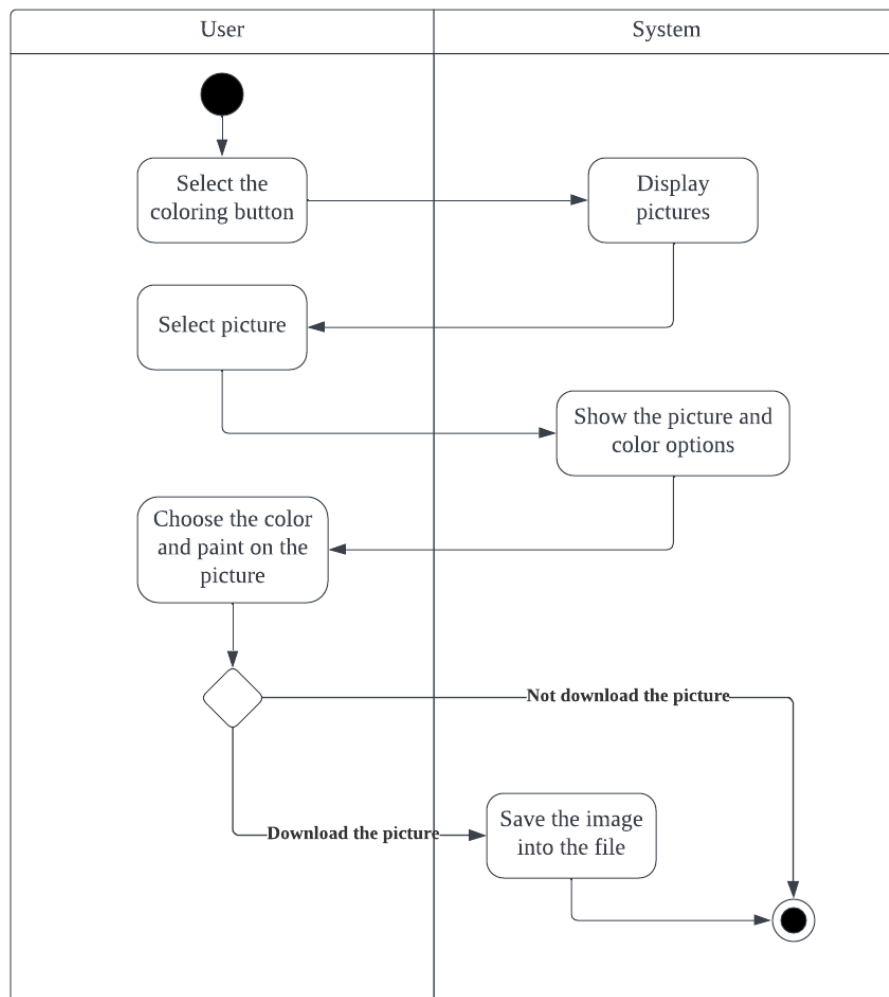 User
System
Select the
coloring button
Display
pictures
Select picture
Show the picture and
color options
Choose the color
and paint on the
picture
Not download the picture
Download the picture
Save the image
into the file